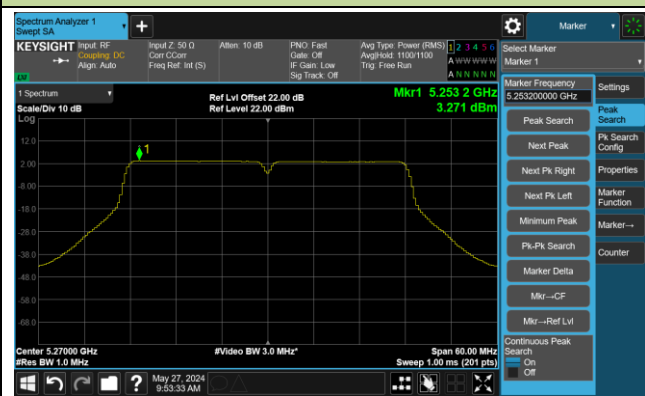 Spectrum Analyzer 1
Swept SA
Marker
KEYSIGHT
Input: RF
Coupling: DC
Align: Auto
Input Z: 50 Ω
Corr CCorr
Freq Ref: Int (S)
Atten: 10 dB
PNO: Fast
Gate: Off
IF Gain: Low
Sig Track: Off
Avg Type: Power (RMS)
Avg|Hold: 1100/1100
Trig: Free Run
1 2 3 4 5 6
A W W W W W
A N N N N N
Select Marker
Marker 1
1 Spectrum
Scale/Div 10 dB
Log
Ref Lvl Offset 22.00 dB
Ref Level 22.00 dBm
Mkr1 5.253 2 GHz
3.271 dBm
1
12.0
2.00
-8.00
-18.0
-28.0
-38.0
-48.0
-58.0
-68.0
Center 5.27000 GHz
#Res BW 1.0 MHz
#Video BW 3.0 MHz*
Span 60.00 MHz
Sweep 1.00 ms (201 pts)
Marker Frequency
5.253200000 GHz
Peak Search
Next Peak
Next Pk Right
Next Pk Left
Minimum Peak
Pk-Pk Search
Marker Delta
Mkr→CF
Mkr→Ref Lvl
Continuous Peak
Search
On
Off
Settings
Peak
Search
Pk Search
Config
Properties
Marker
Function
Marker→
Counter
May 27, 2024
9:53:33 AM